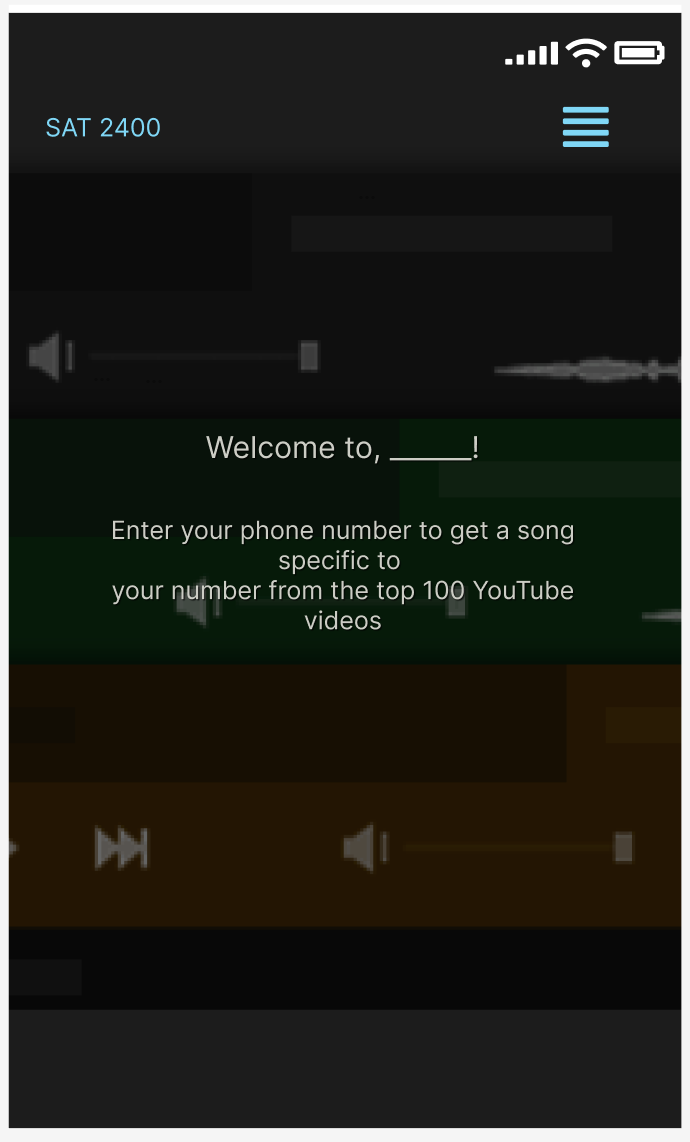 SAT 2400
Welcome to, ______!
Enter your phone number to get a song
specific to
your number from the top 100 YouTube
videos